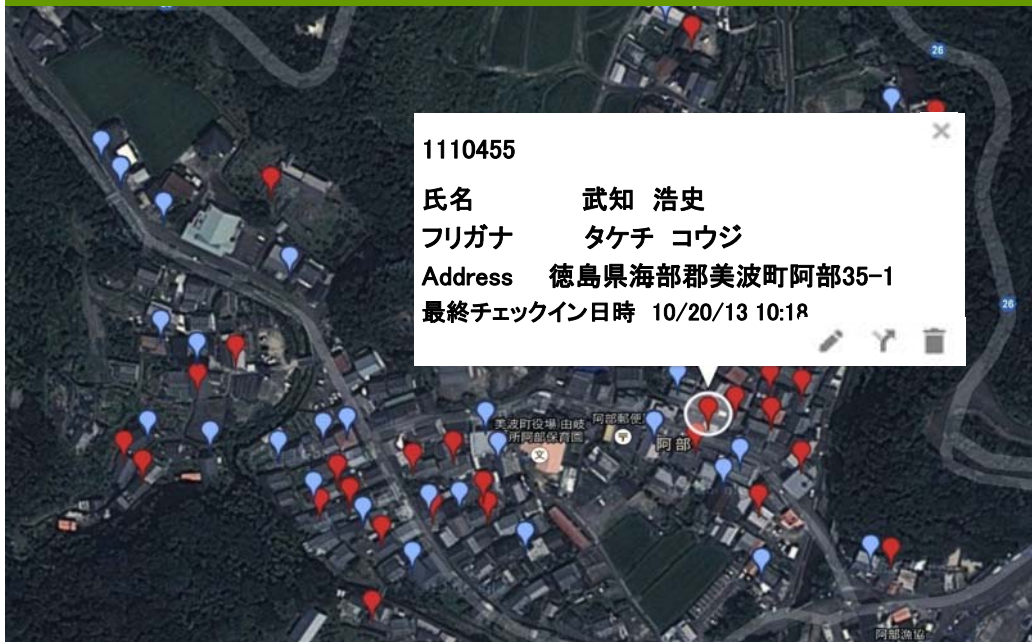 26
1110455
氏名 武知 浩史
フリガナ タケチ コウジ
Address 徳島県海部郡美波町阿部35-1
最終チェックイン日時 10/20/13 10:18
26
美波町役場 由岐
所阿部保育園
阿部郵便
阿部
文
阿部漁協